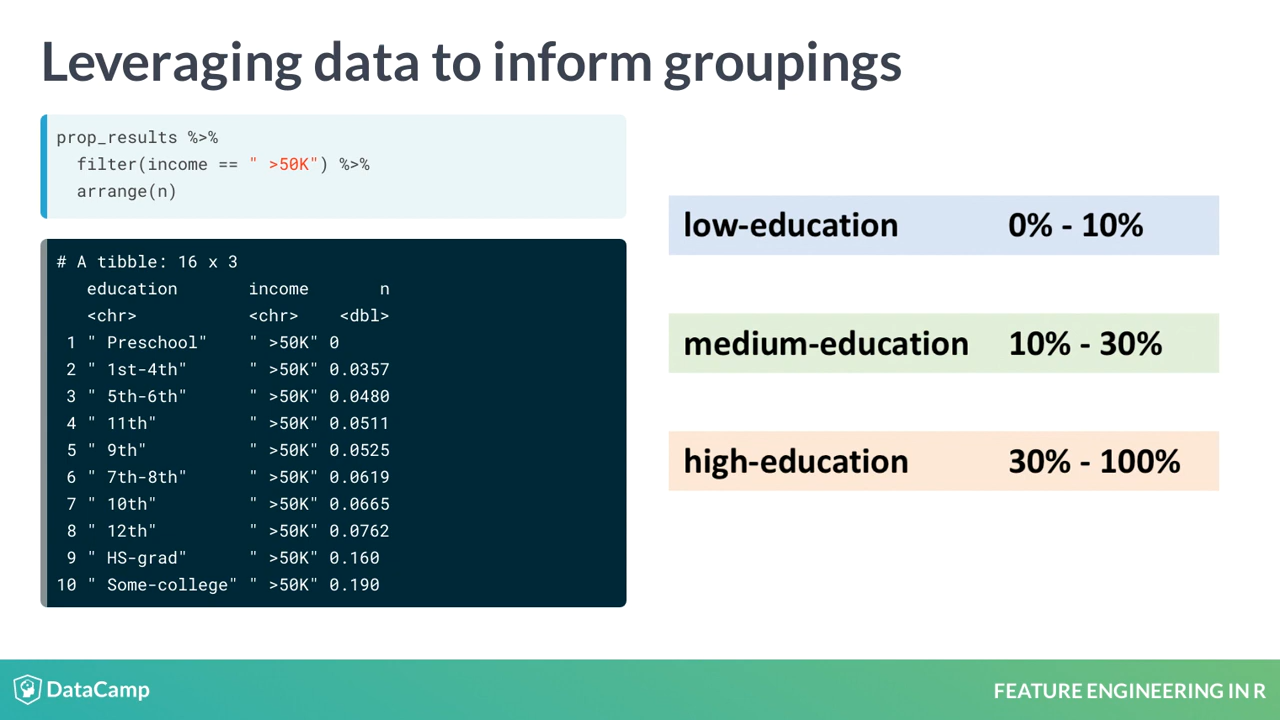 Leveraging data to inform groupings
prop_results %>%
  filter(income == " >50K") %>%
  arrange(n)
# A tibble: 16 x 3
   education       income       n
   <chr>           <chr>    <dbl>
 1 " Preschool"    " >50K" 0
 2 " 1st-4th"      " >50K" 0.0357
 3 " 5th-6th"      " >50K" 0.0480
 4 " 11th"         " >50K" 0.0511
 5 " 9th"          " >50K" 0.0525
 6 " 7th-8th"      " >50K" 0.0619
 7 " 10th"         " >50K" 0.0665
 8 " 12th"         " >50K" 0.0762
 9 " HS-grad"      " >50K" 0.160
10 " Some-college" " >50K" 0.190
low-education 0% - 10%
medium-education 10% - 30%
high-education 30% - 100%
DataCamp
FEATURE ENGINEERING IN R